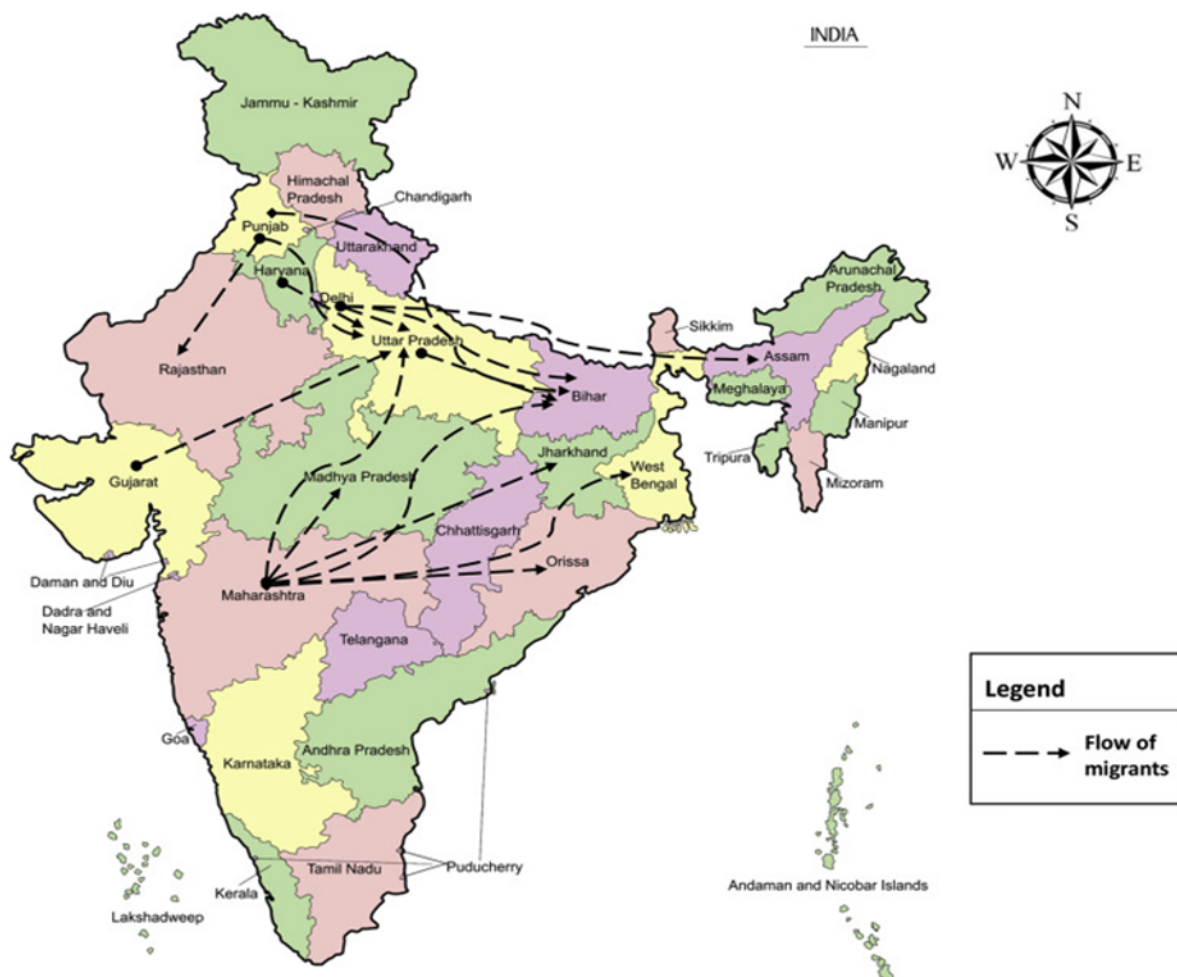 INDIA
N
W
E
S
Jammu - Kashmir
Himachal
Pradesh
Chandigarh
Punjab
Uttarakhand
Haryana
Delhi
Arunachal
Pradesh
Sikkim
Uttar Pradesh
Assam
Rajasthan
Nagaland
Bihar
Meghalaya
Manipur
Jharkhand
Tripura
West
Bengal
Madhya Pradesh
Gujarat
Mizoram
Chhattisgarh
Orissa
Daman and Diu
Maharashtra
Dadra and
Nagar Haveli
Telangana
Legend
Flow of
migrants
Goa
Andhra Pradesh
Karnataka
Tamil Nadu
Puducherry
Kerala
Andaman and Nicobar Islands
Lakshadweep